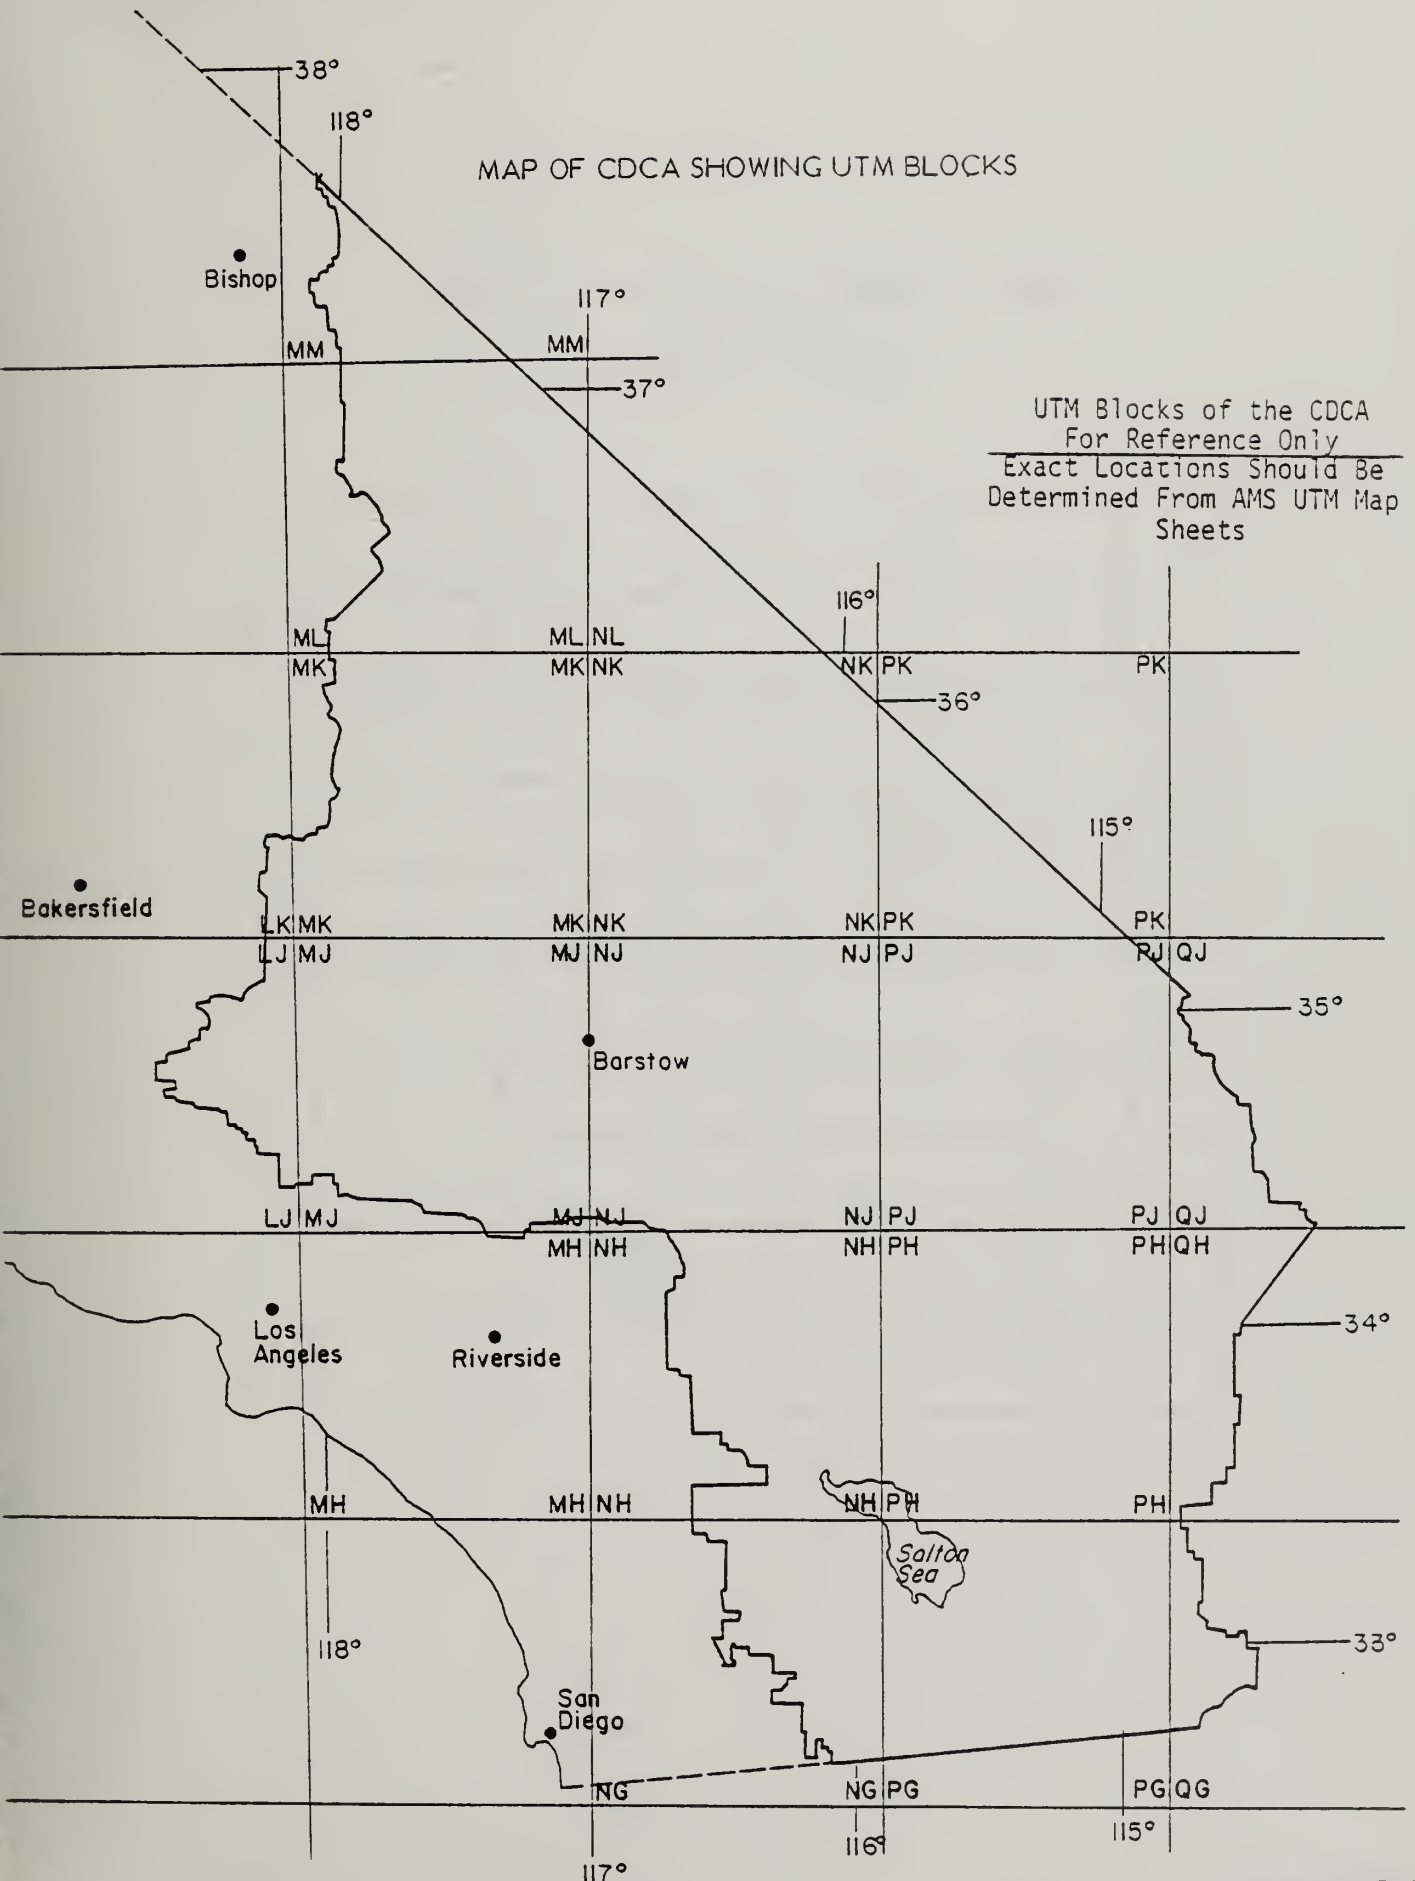 38°
118°
MAP OF CDCA SHOWING UTM BLOCKS
Bishop
117°
MM MM
37°
UTM Blocks of the CDCA
For Reference Only
Exact Locations Should Be
Determined From AMS UTM Map
Sheets
116°
ML ML NL
MK MK NK NK PK PK
36°
115°
Bakersfield
LK MK MK NK NK PK PK
LJ MJ MJ NJ NJ PJ PJ QJ
35°
Barstow
LJ MJ MJ NJ NJ PJ PJ QJ
MH NH NH PH PH QH
34°
Los
Angeles
Riverside
MH MH NH NH PH PH
Salton
Sea
118°
33°
San
Diego
NG NG PG PG QG
116°
115°
117°